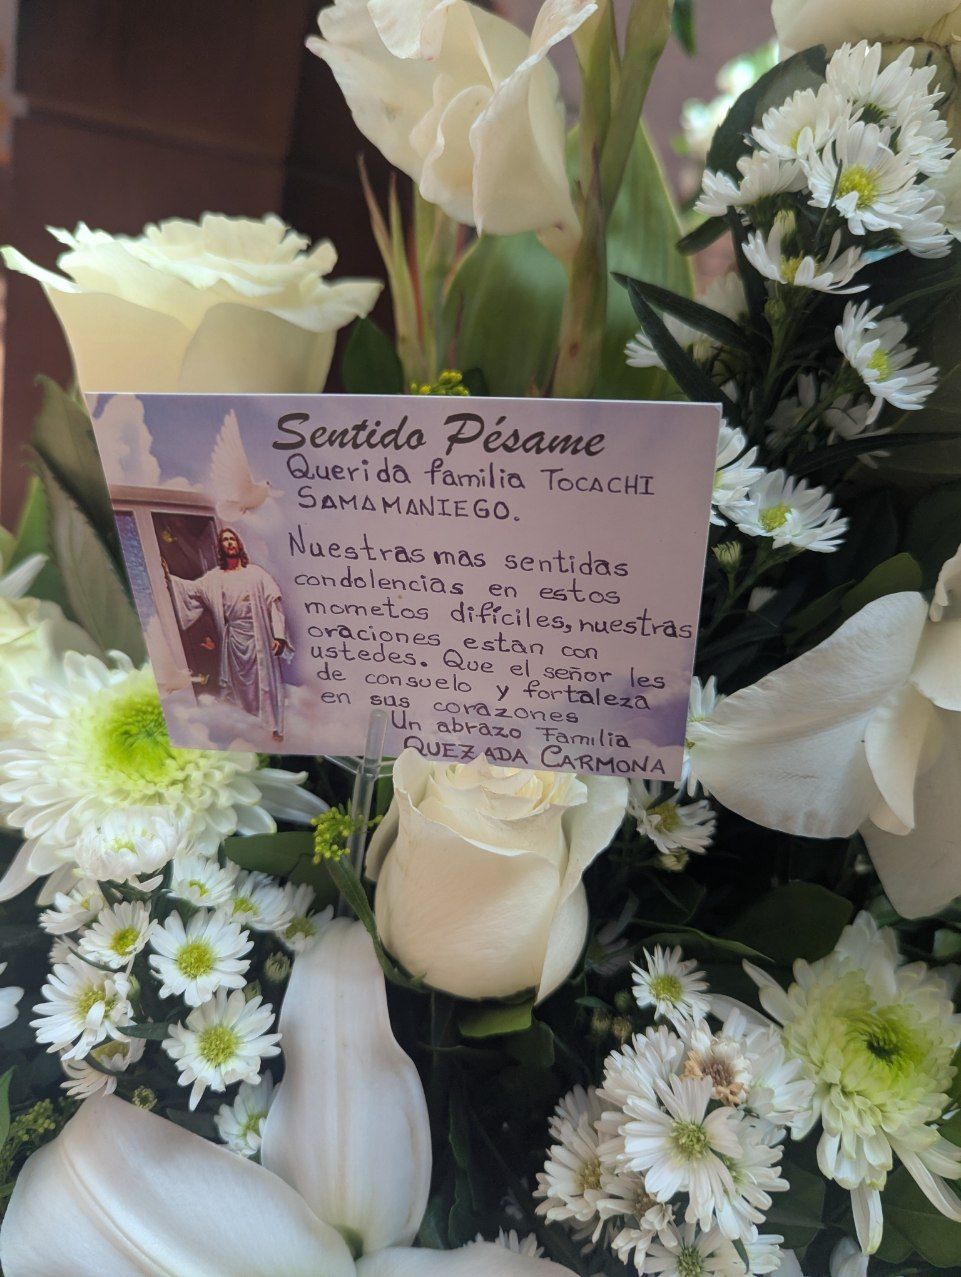 Sentido Pésame
Querida familia TOCACHI
SAMAMANIEGO.
Nuestras mas sentidas
condolencias en estos
mometos difíciles, nuestras
oraciones estan con
ustedes. Que el señor les
de consuelo y fortaleza
en sus corazones
Un abrazo Familia
QUEZADA CARMONA